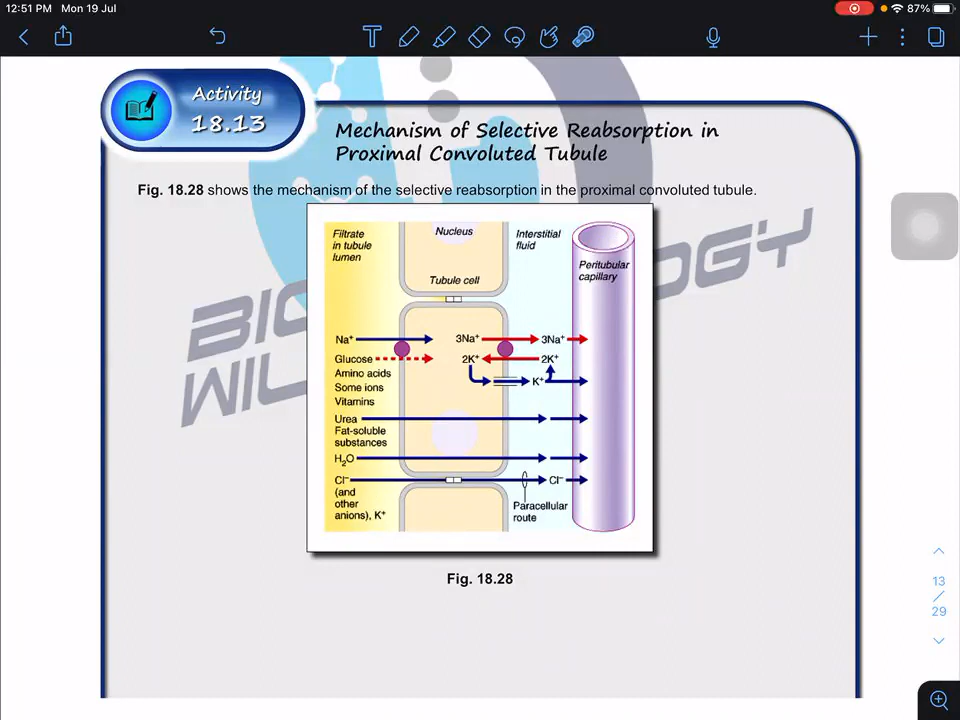 12:51 PM Mon 19 Jul
87%
Activity
18.13
Mechanism of Selective Reabsorption in
Proximal Convoluted Tubule
Fig. 18.28 shows the mechanism of the selective reabsorption in the proximal convoluted tubule.
Filtrate
in tubule
lumen
Nucleus
Tubule cell
Interstitial
fluid
Peritubular
capillary
Na⁺ 3Na⁺ 3Na⁺
Glucose 2K⁺ 2K⁺
Amino acids
Some ions K⁺
Vitamins
Urea
Fat-soluble
substances
H₂O
Cl⁻ Cl⁻
(and
other
anions), K⁺
Paracellular
route
Fig. 18.28
13
/
29